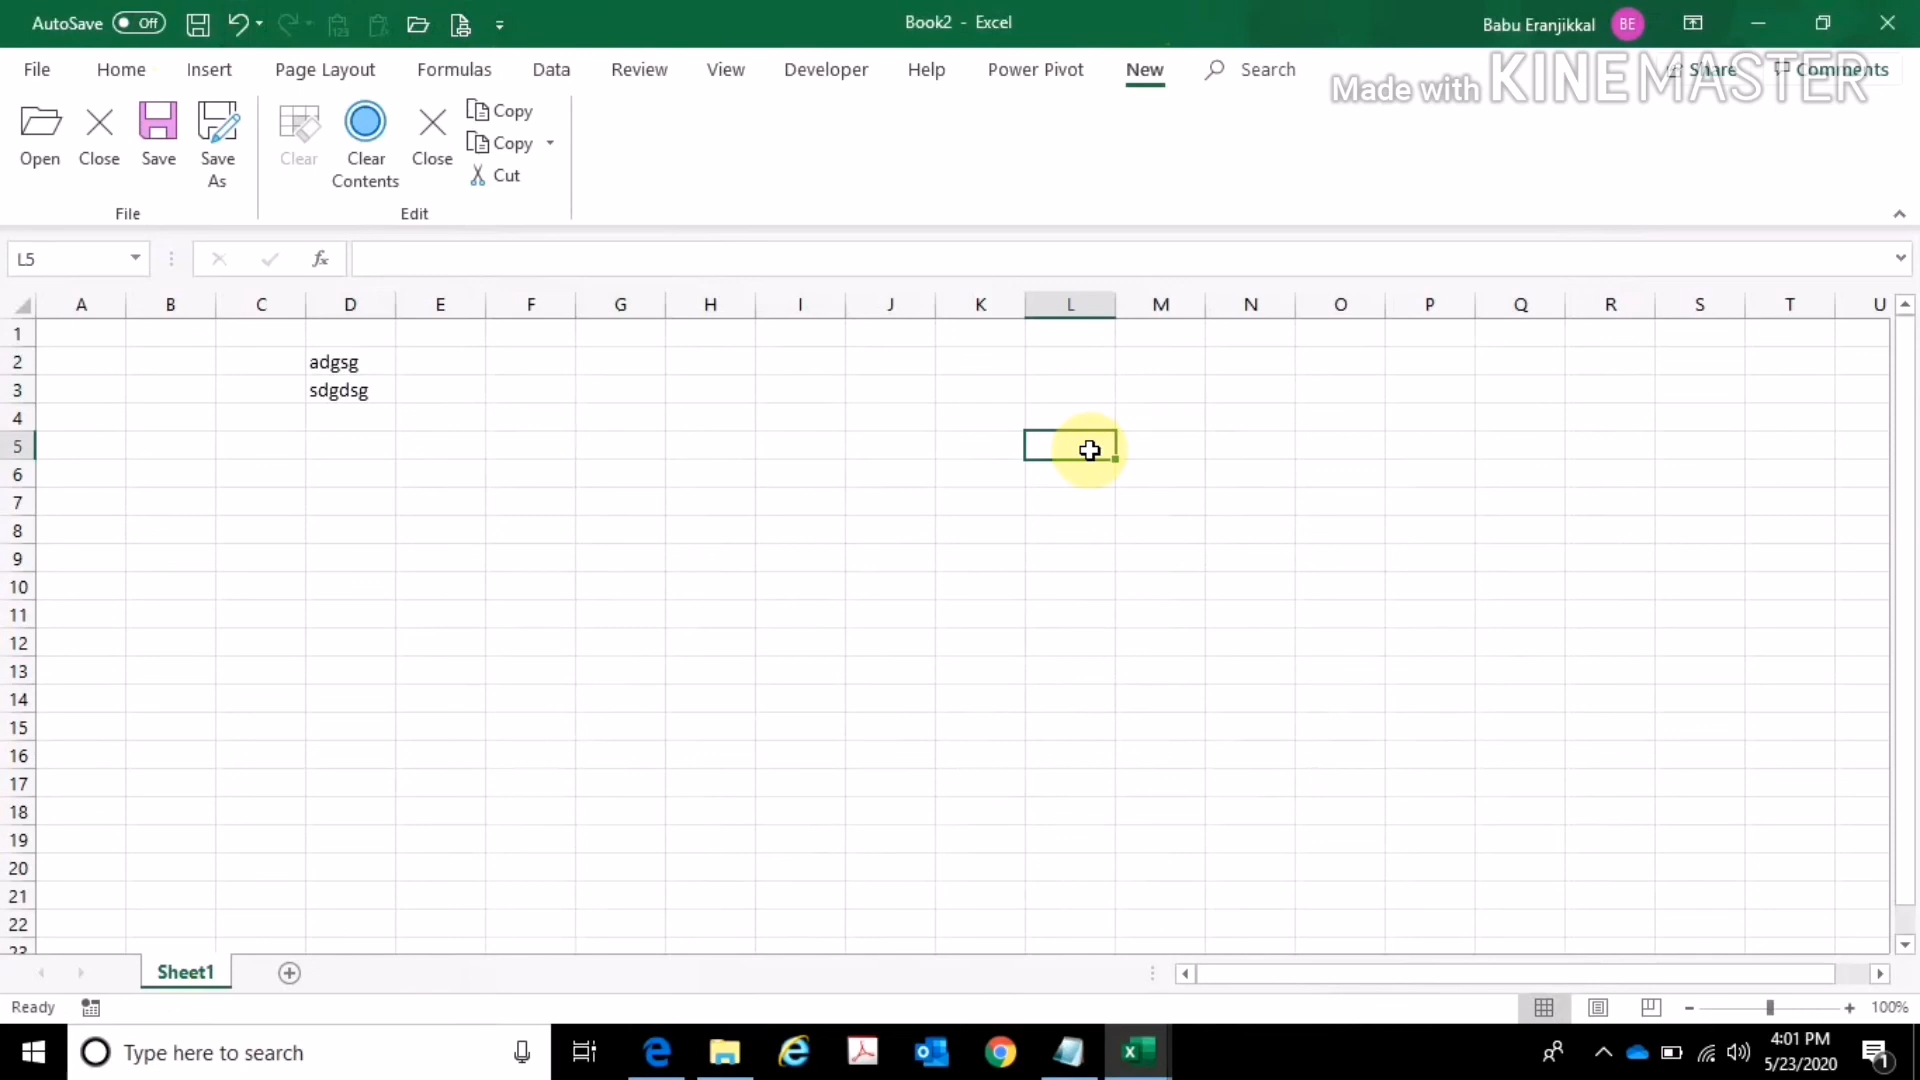 AutoSave Off
Book2 - Excel
Babu Eranjikkal BE
File Home Insert Page Layout Formulas Data Review View Developer Help Power Pivot New Search Share Comments
Made with KINEMASTER
Open Close Save Save As
Clear Clear Contents Close
Copy
Copy
Cut
File Edit
L5 fx
A B C D E F G H I J K L M N O P Q R S T U
1
2 adgsg
3 sdgdsg
4
5
6
7
8
9
10
11
12
13
14
15
16
17
18
19
20
21
22
23
Sheet1
Ready 100%
Type here to search
4:01 PM
5/23/2020
1